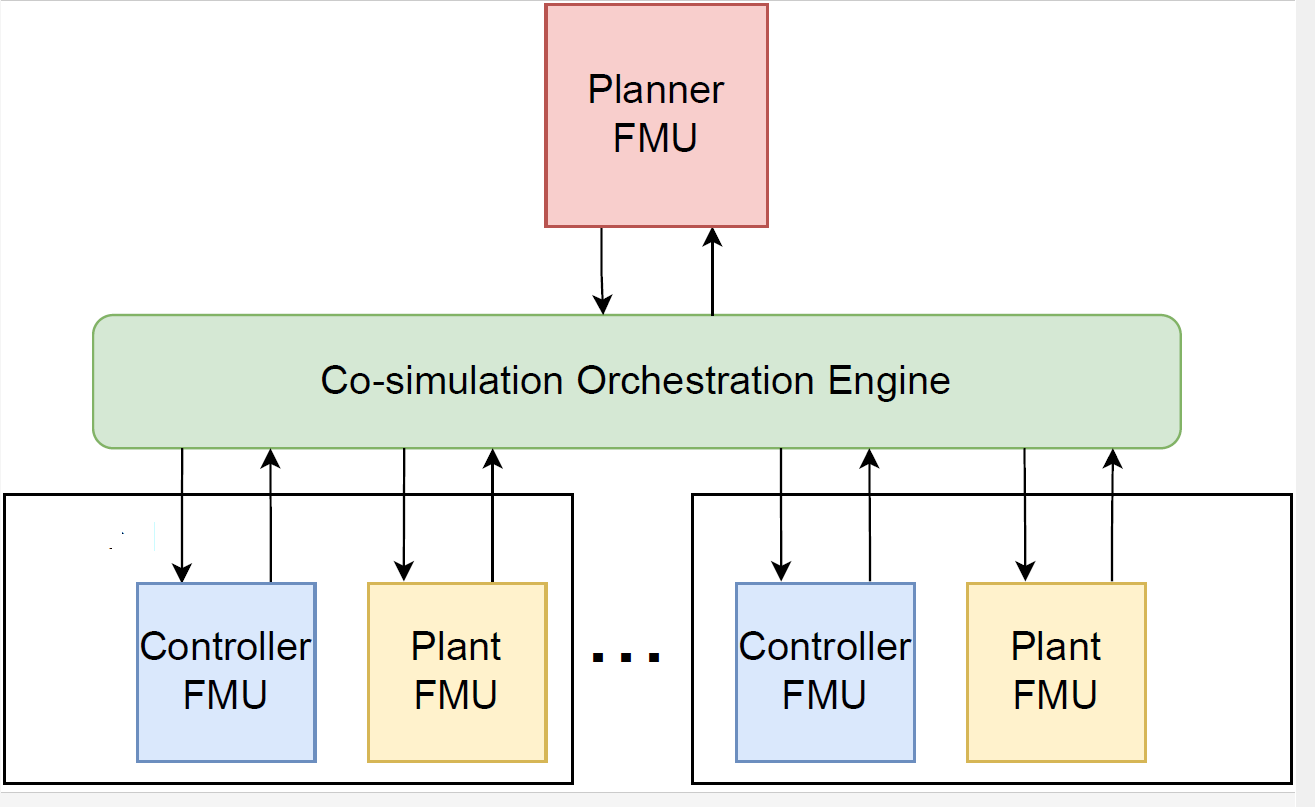 Planner
FMU
Co-simulation Orchestration Engine
Controller
FMU
Plant
FMU
...
Controller
FMU
Plant
FMU